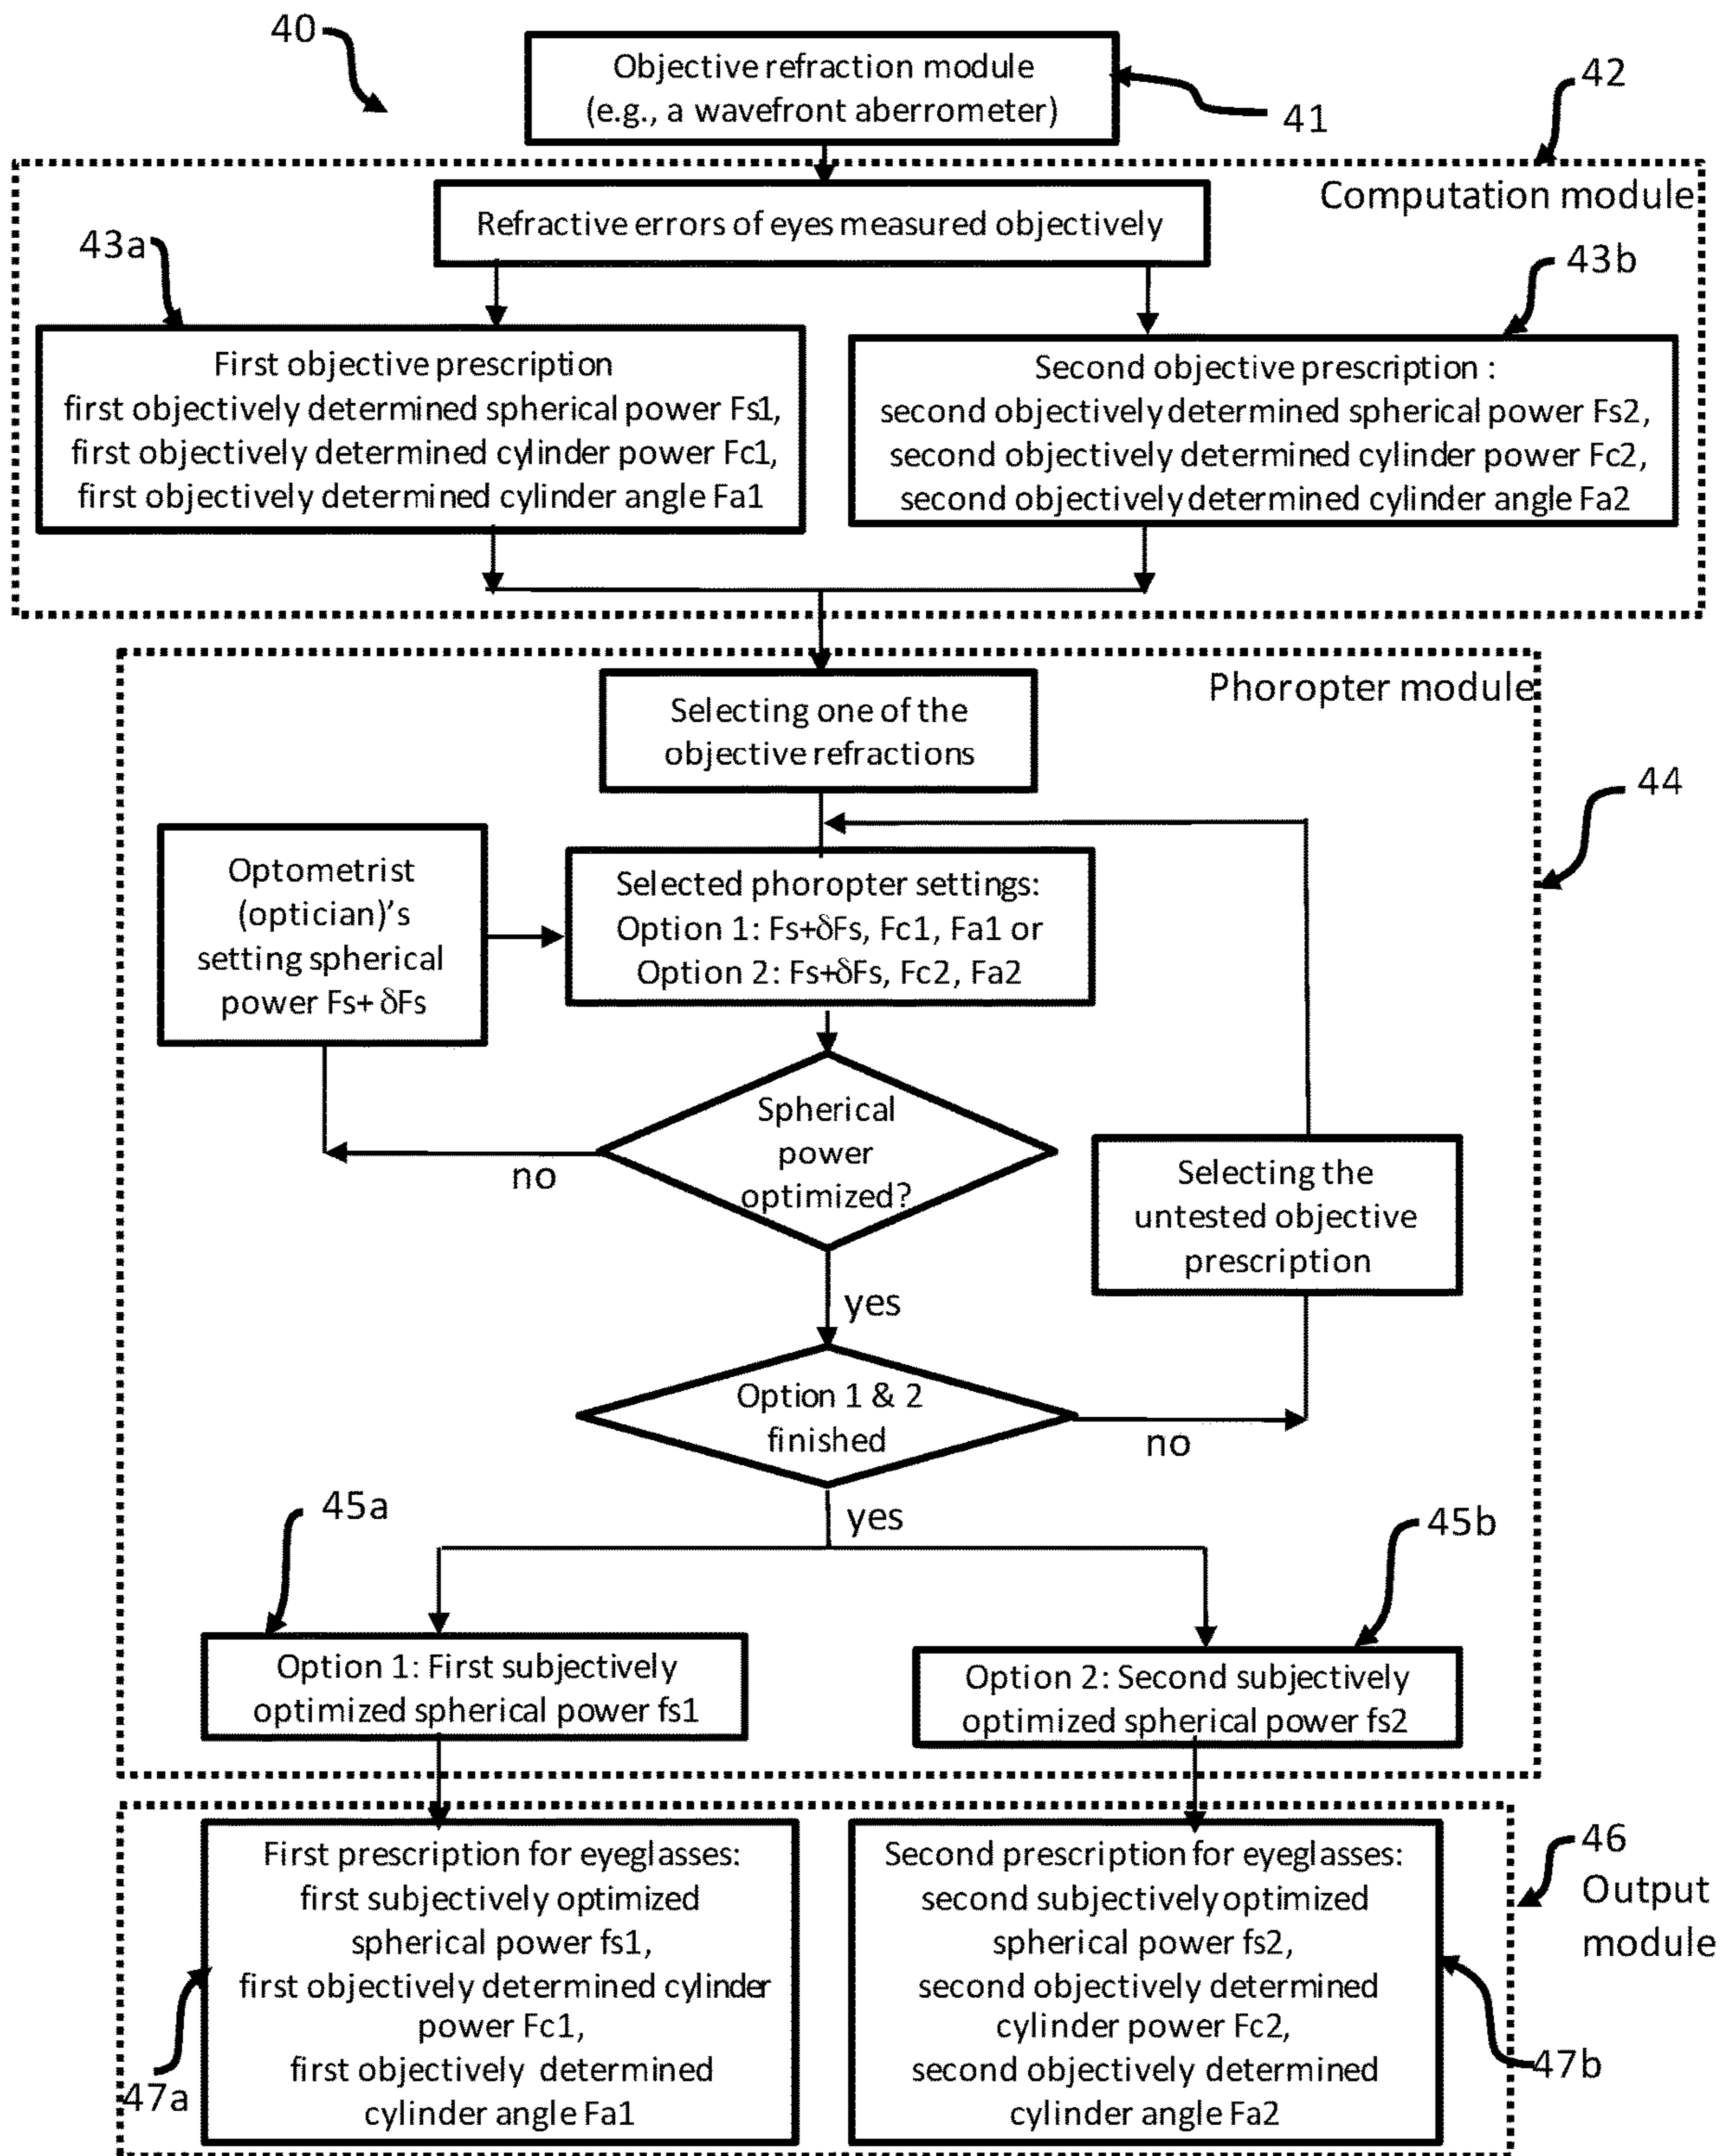 40
Objective refraction module
(e.g., a wavefront aberrometer)
41
42
Computation module
Refractive errors of eyes measured objectively
43a
43b
First objective prescription
first objectively determined spherical power Fs1,
first objectively determined cylinder power Fc1,
first objectively determined cylinder angle Fa1
Second objective prescription :
second objectively determined spherical power Fs2,
second objectively determined cylinder power Fc2,
second objectively determined cylinder angle Fa2
Phoropter module
Selecting one of the
objective refractions
44
Optometrist
(optician)'s
setting spherical
power Fs+ δFs
Selected phoropter settings:
Option 1: Fs+δFs, Fc1, Fa1 or
Option 2: Fs+δFs, Fc2, Fa2
Spherical
power
optimized?
no
Selecting the
untested objective
prescription
yes
Option 1 & 2
finished
no
yes
45a
45b
Option 1: First subjectively
optimized spherical power fs1
Option 2: Second subjectively
optimized spherical power fs2
46
Output
module
First prescription for eyeglasses:
first subjectively optimized
spherical power fs1,
first objectively determined cylinder
power Fc1,
first objectively determined
cylinder angle Fa1
Second prescription for eyeglasses:
second subjectively optimized
spherical power fs2,
second objectively determined
cylinder power Fc2,
second objectively determined
cylinder angle Fa2
47a
47b